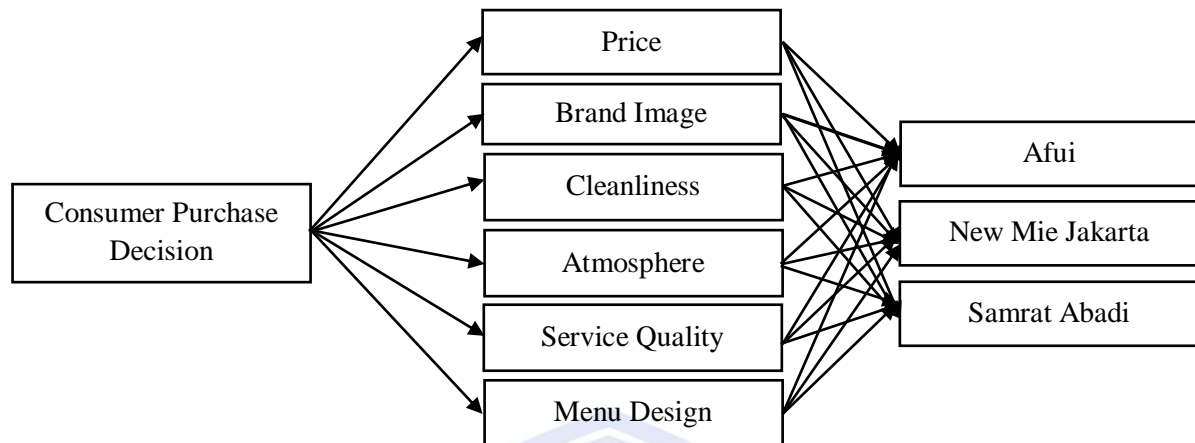 Price
Brand Image
Cleanliness
Atmosphere
Service Quality
Menu Design
Consumer Purchase
Decision
Afui
New Mie Jakarta
Samrat Abadi